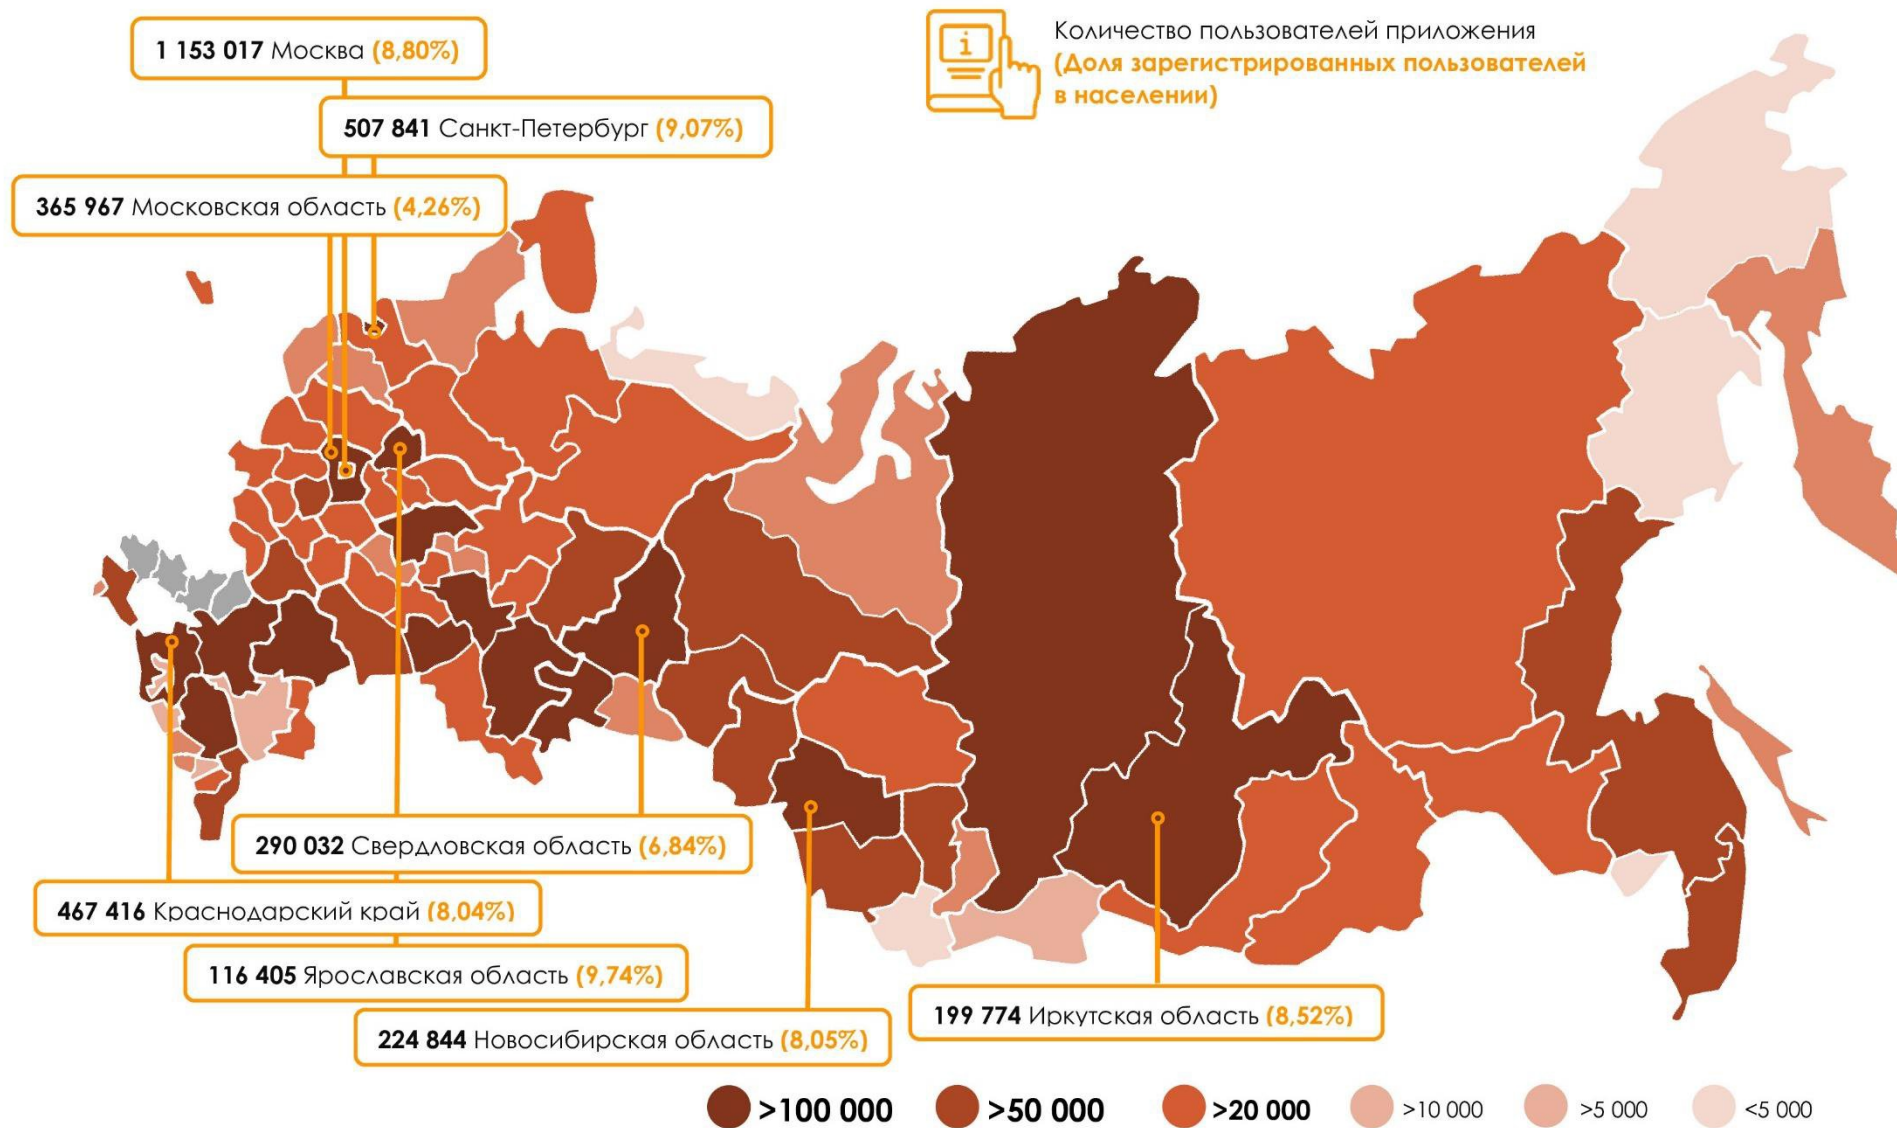 Количество пользователей приложения
(Доля зарегистрированных пользователей
в населении)
1 153 017 Москва (8,80%)
507 841 Санкт-Петербург (9,07%)
365 967 Московская область (4,26%)
290 032 Свердловская область (6,84%)
467 416 Краснодарский край (8,04%)
116 405 Ярославская область (9,74%)
224 844 Новосибирская область (8,05%)
199 774 Иркутская область (8,52%)
>100 000
>50 000
>20 000
>10 000
>5 000
<5 000